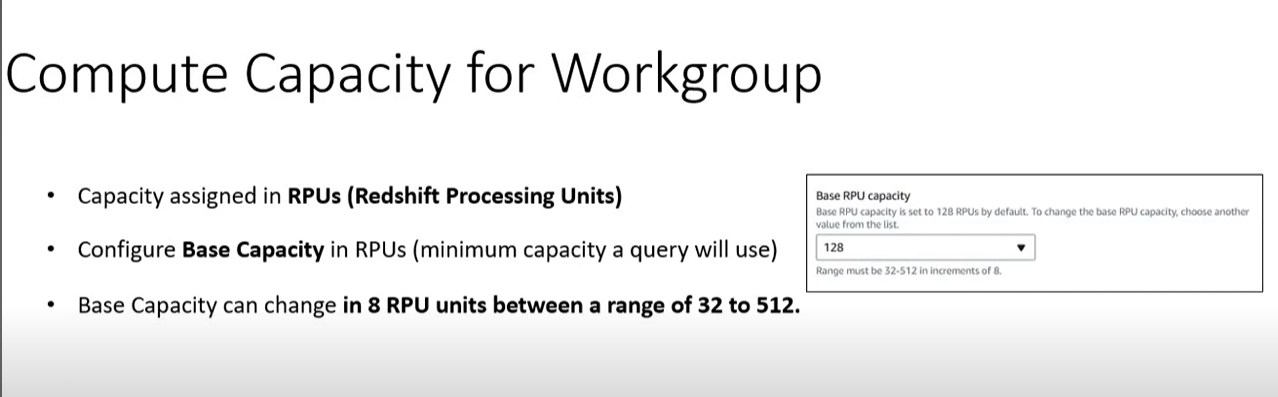 Compute Capacity for Workgroup
• Capacity assigned in RPUs (Redshift Processing Units)
• Configure Base Capacity in RPUs (minimum capacity a query will use)
• Base Capacity can change in 8 RPU units between a range of 32 to 512.
Base RPU capacity
Base RPU capacity is set to 128 RPUs by default. To change the base RPU capacity, choose another
value from the list.
128
Range must be 32-512 in increments of 8.